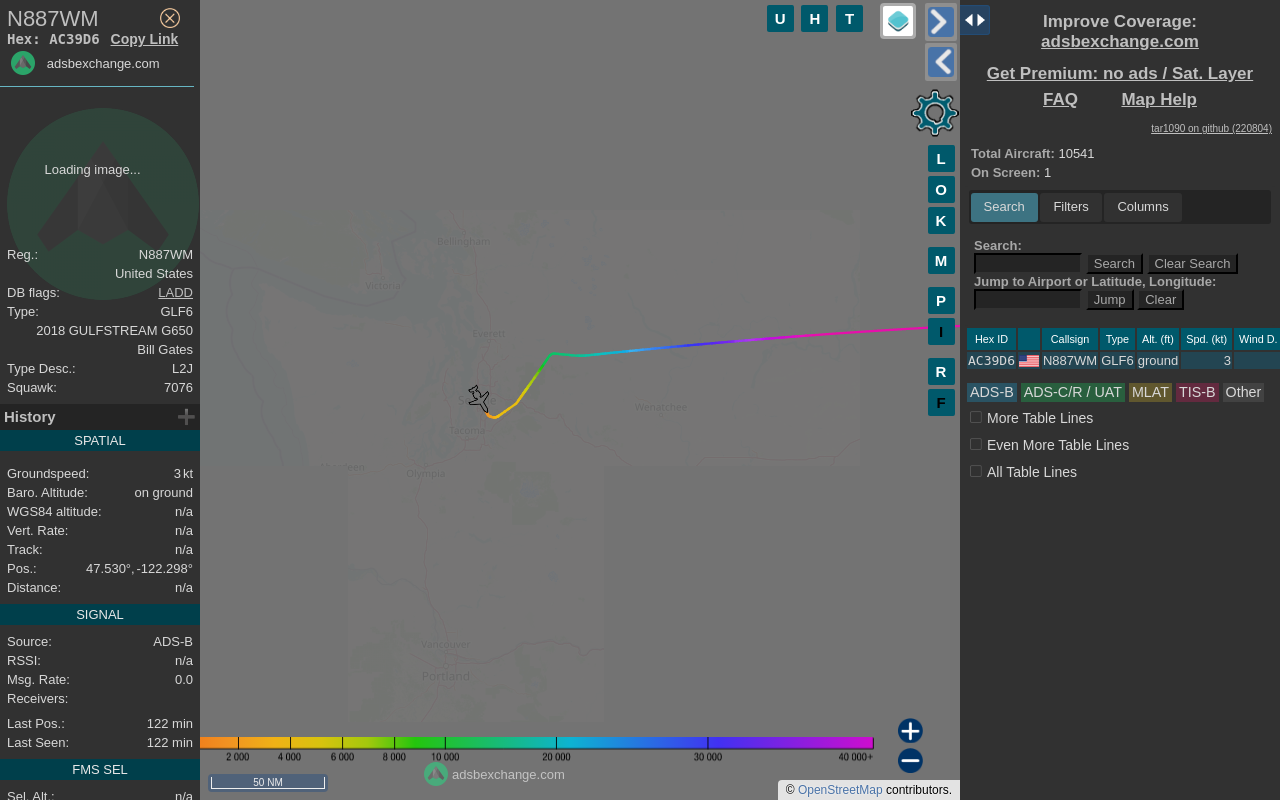 N887WM
Hex: AC39D6 Copy Link
adsbexchange.com
Loading image...
Reg.: N887WM
United States
DB flags: LADD
Type: GLF6
2018 GULFSTREAM G650
Bill Gates
Type Desc.: L2J
Squawk: 7076
History
SPATIAL
Groundspeed: 3 kt
Baro. Altitude: on ground
WGS84 altitude: n/a
Vert. Rate: n/a
Track: n/a
Pos.: 47.530°, -122.298°
Distance: n/a
SIGNAL
Source: ADS-B
RSSI: n/a
Msg. Rate: 0.0
Receivers:
Last Pos.: 122 min
Last Seen: 122 min
FMS SEL
Sel. Alt.: n/a
U H T
L
O
K
M
P
I
R
F
Bellingham
Victoria
Everett
Wenatchee
Tacoma
Olympia
Vancouver
Portland
2 000 4 000 6 000 8 000 10 000 20 000 30 000 40 000+
adsbexchange.com
50 NM
© OpenStreetMap contributors.
Improve Coverage:
adsbexchange.com
Get Premium: no ads / Sat. Layer
FAQ Map Help
tar1090 on github (220804)
Total Aircraft: 10541
On Screen: 1
Search Filters Columns
Search:
Search Clear Search
Jump to Airport or Latitude, Longitude:
Jump Clear
Hex ID Callsign Type Alt. (ft) Spd. (kt) Wind D.
AC39D6 N887WM GLF6 ground 3
ADS-B ADS-C/R / UAT MLAT TIS-B Other
More Table Lines
Even More Table Lines
All Table Lines